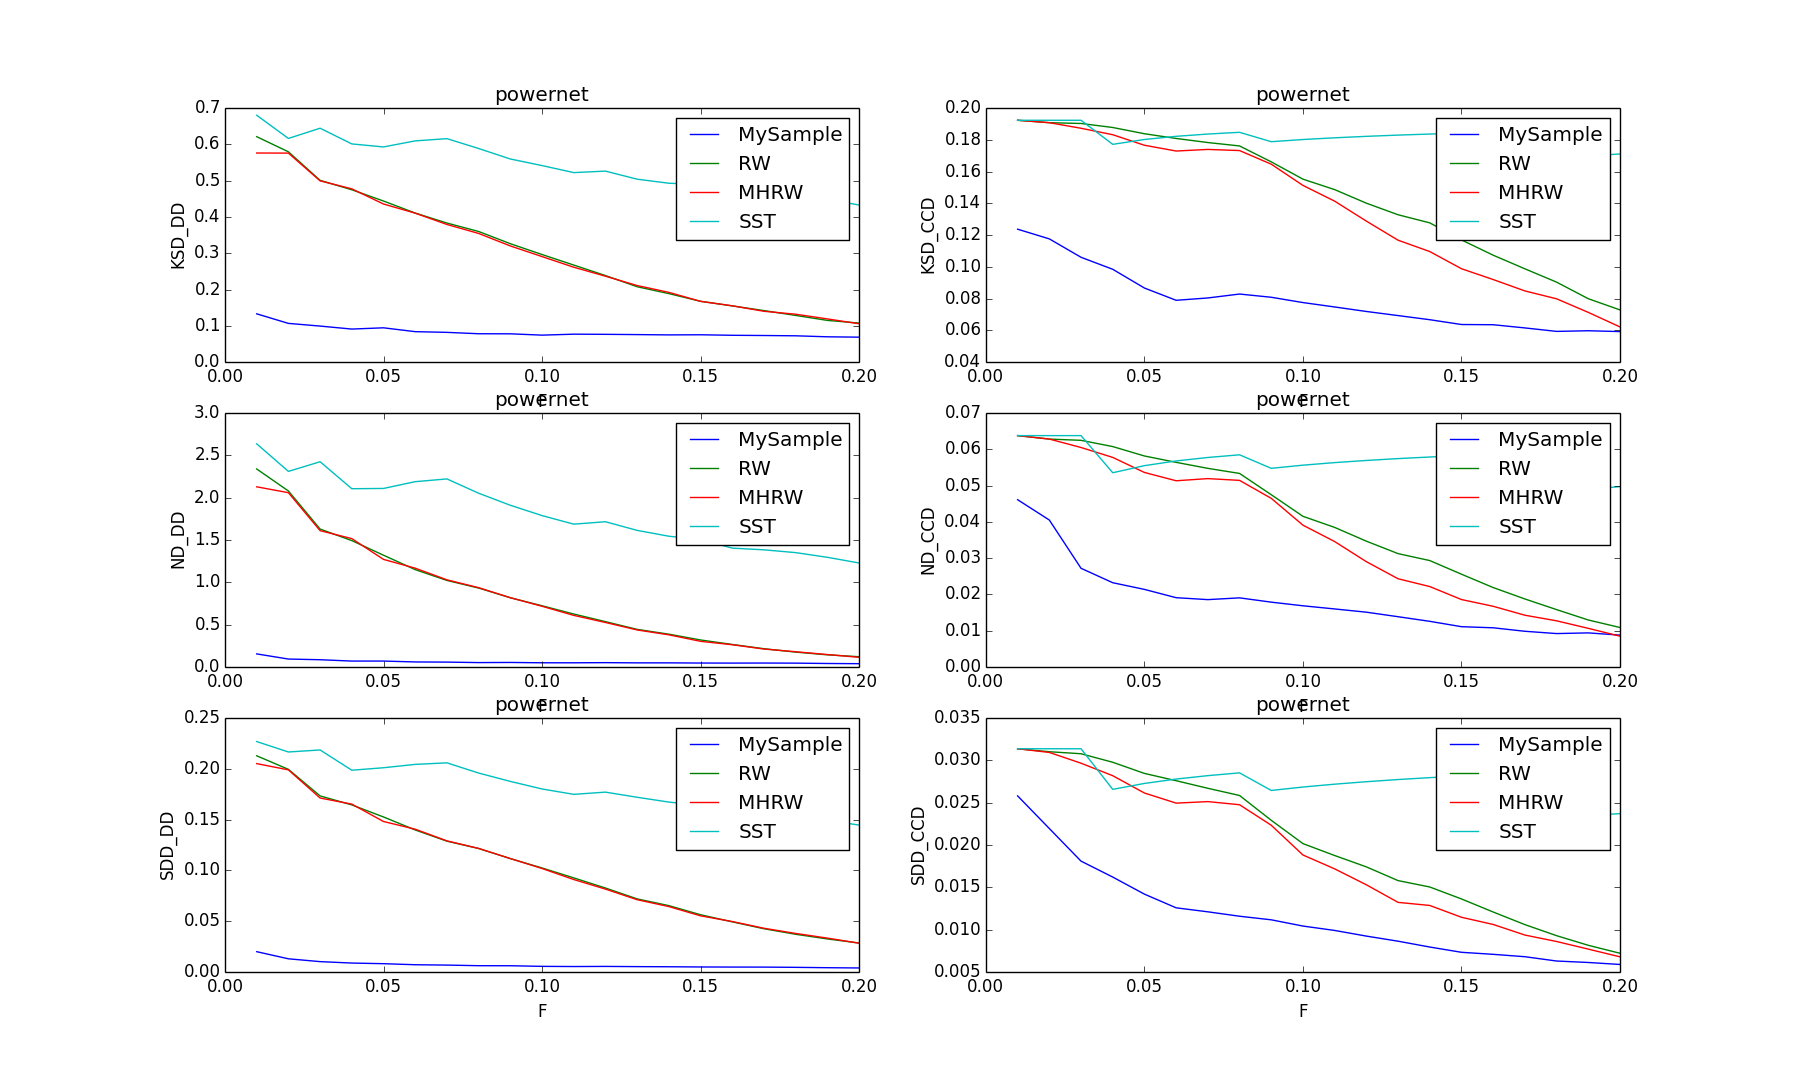 powernet
0.7
0.6
0.5
0.4
0.3
0.2
0.1
0.0
KSD_DD
0.00 0.05 0.10 0.15 0.20
MySample
RW
MHRW
SST
powernet
0.20
0.18
0.16
0.14
0.12
0.10
0.08
0.06
0.04
KSD_CCD
0.00 0.05 0.10 0.15 0.20
MySample
RW
MHRW
SST
powernet
3.0
2.5
2.0
1.5
1.0
0.5
0.0
ND_DD
0.00 0.05 0.10 0.15 0.20
MySample
RW
MHRW
SST
powernet
0.07
0.06
0.05
0.04
0.03
0.02
0.01
0.00
ND_CCD
0.00 0.05 0.10 0.15 0.20
MySample
RW
MHRW
SST
powernet
0.25
0.20
0.15
0.10
0.05
0.00
SDD_DD
0.00 0.05 0.10 0.15 0.20
F
MySample
RW
MHRW
SST
powernet
0.035
0.030
0.025
0.020
0.015
0.010
0.005
SDD_CCD
0.00 0.05 0.10 0.15 0.20
F
MySample
RW
MHRW
SST